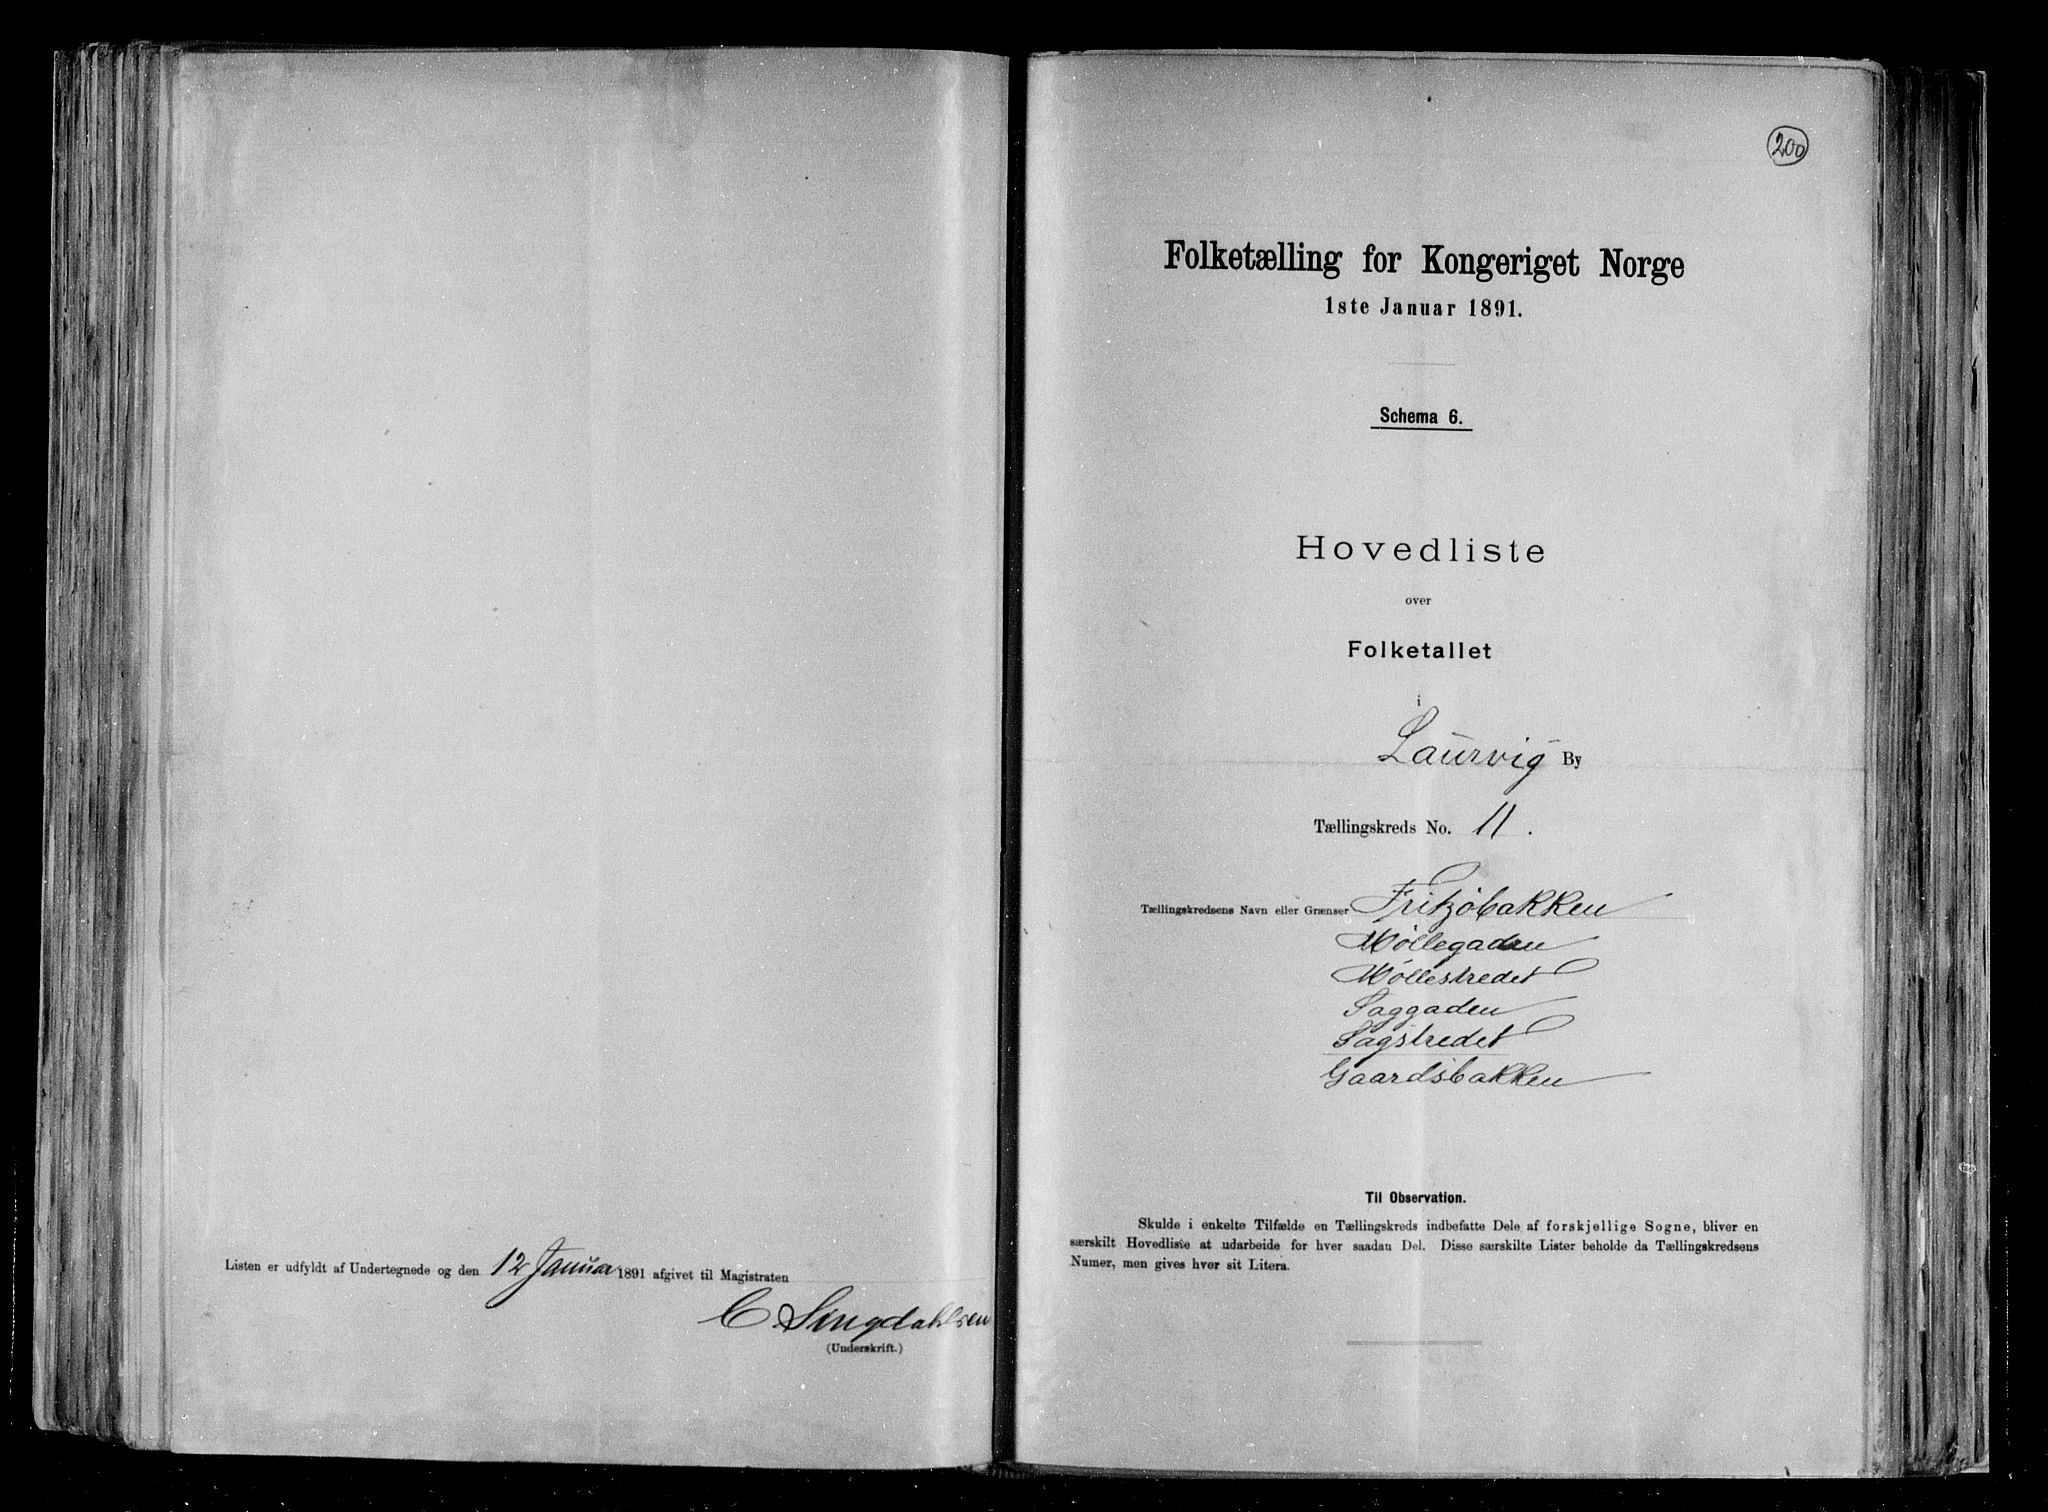 Listen er udfyldt af Undertegnede og den 12 Januar 1891 afgivet til Magistraten
C. Singdahlsen
(Underskrift.)
200
Folketælling for Kongeriget Norge
1ste Januar 1891.
Schema 6.
Hovedliste
over
Folketallet
i
Laurvig By
Tællingskreds No. 11.
Tællingskredsens Navn eller Grænser Fritzöbakken
Møllegaden
Møllestredet
Saggaden
Sagstredet
Gaardsbakken
Til Observation.
Skulde i enkelte Tilfælde en Tællingskreds indbefatte Dele af forskjellige Sogne, bliver en
særskilt Hovedliste at udarbeide for hver saadan Del. Disse særskilte Lister beholde da Tællingskredsens
Numer, men gives hver sit Litera.